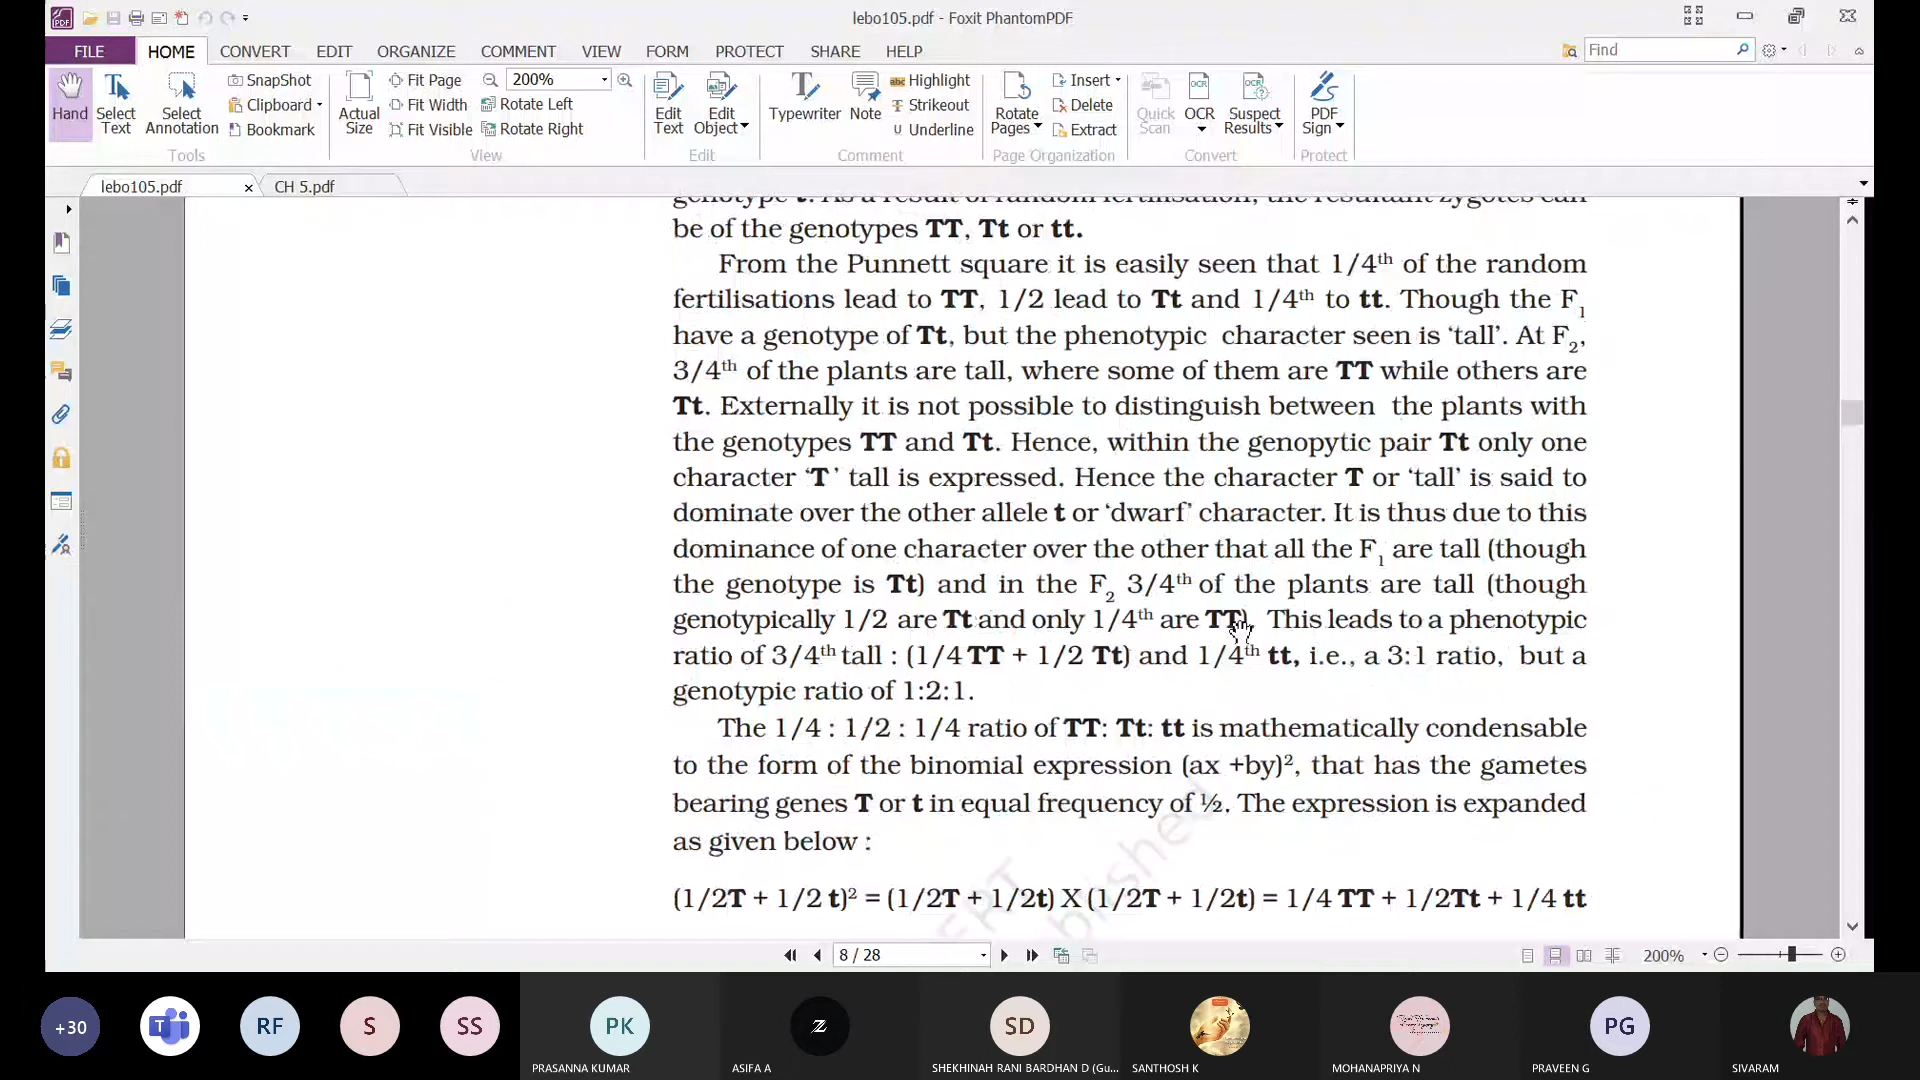 lebo105.pdf - Foxit PhantomPDF
FILE HOME CONVERT EDIT ORGANIZE COMMENT VIEW FORM PROTECT SHARE HELP Find
Hand
Select Text
Select Annotation
SnapShot
Clipboard
Bookmark
Tools
Actual Size
Fit Page
Fit Width
Fit Visible
200%
Rotate Left
Rotate Right
View
Edit Text
Edit Object
Edit
Typewriter
Note
Highlight
Strikeout
Underline
Comment
Rotate Pages
Insert
Delete
Extract
Page Organization
Quick Scan
OCR
Suspect Results
Convert
PDF Sign
Protect
lebo105.pdf CH 5.pdf
genotype t. As a result of random fertilisation, the resultant zygotes can
be of the genotypes TT, Tt or tt.
From the Punnett square it is easily seen that 1/4th of the random
fertilisations lead to TT, 1/2 lead to Tt and 1/4th to tt. Though the F1
have a genotype of Tt, but the phenotypic character seen is ‘tall’. At F2,
3/4th of the plants are tall, where some of them are TT while others are
Tt. Externally it is not possible to distinguish between the plants with
the genotypes TT and Tt. Hence, within the genopytic pair Tt only one
character ‘T’ tall is expressed. Hence the character T or ‘tall’ is said to
dominate over the other allele t or ‘dwarf’ character. It is thus due to this
dominance of one character over the other that all the F1 are tall (though
the genotype is Tt) and in the F2 3/4th of the plants are tall (though
genotypically 1/2 are Tt and only 1/4th are TT). This leads to a phenotypic
ratio of 3/4th tall : (1/4 TT + 1/2 Tt) and 1/4th tt, i.e., a 3:1 ratio, but a
genotypic ratio of 1:2:1.
The 1/4 : 1/2 : 1/4 ratio of TT: Tt: tt is mathematically condensable
to the form of the binomial expression (ax +by)², that has the gametes
bearing genes T or t in equal frequency of ½. The expression is expanded
as given below :
(1/2T + 1/2 t)² = (1/2T + 1/2t) X (1/2T + 1/2t) = 1/4 TT + 1/2Tt + 1/4 tt
8 / 28
200%
+30 RF S SS PK Z SD PG
PRASANNA KUMAR ASIFA A SHEKHINAH RANI BARDHAN D (Gu... SANTHOSH K MOHANAPRIYA N PRAVEEN G SIVARAM